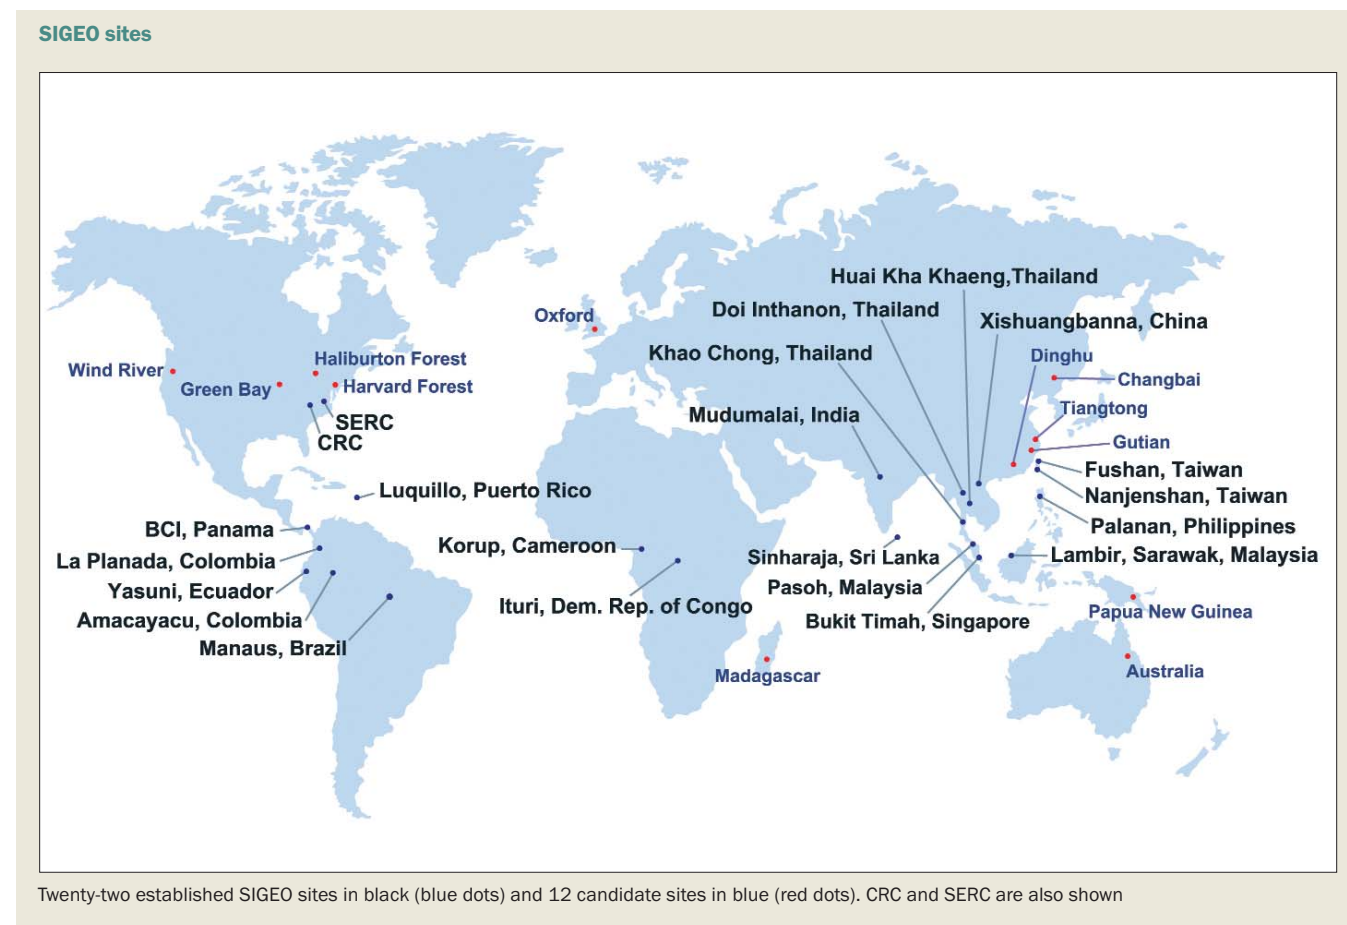 SIGEO sites
Huai Kha Khaeng,Thailand
Doi Inthanon, Thailand
Oxford
Xishuangbanna, China
Khao Chong, Thailand
Dinghu
Haliburton Forest
Wind River
Changbai
Green Bay
Harvard Forest
Mudumalai, India
Tiangtong
SERC
CRC
Gutian
Fushan, Taiwan
Luquillo, Puerto Rico
Nanjenshan, Taiwan
BCI, Panama
Palanan, Philippines
Korup, Cameroon
La Planada, Colombia
Sinharaja, Sri Lanka
Lambir, Sarawak, Malaysia
Yasuni, Ecuador
Pasoh, Malaysia
Ituri, Dem. Rep. of Congo
Papua New Guinea
Amacayacu, Colombia
Bukit Timah, Singapore
Manaus, Brazil
Madagascar
Australia
Twenty-two established SIGEO sites in black (blue dots) and 12 candidate sites in blue (red dots). CRC and SERC are also shown